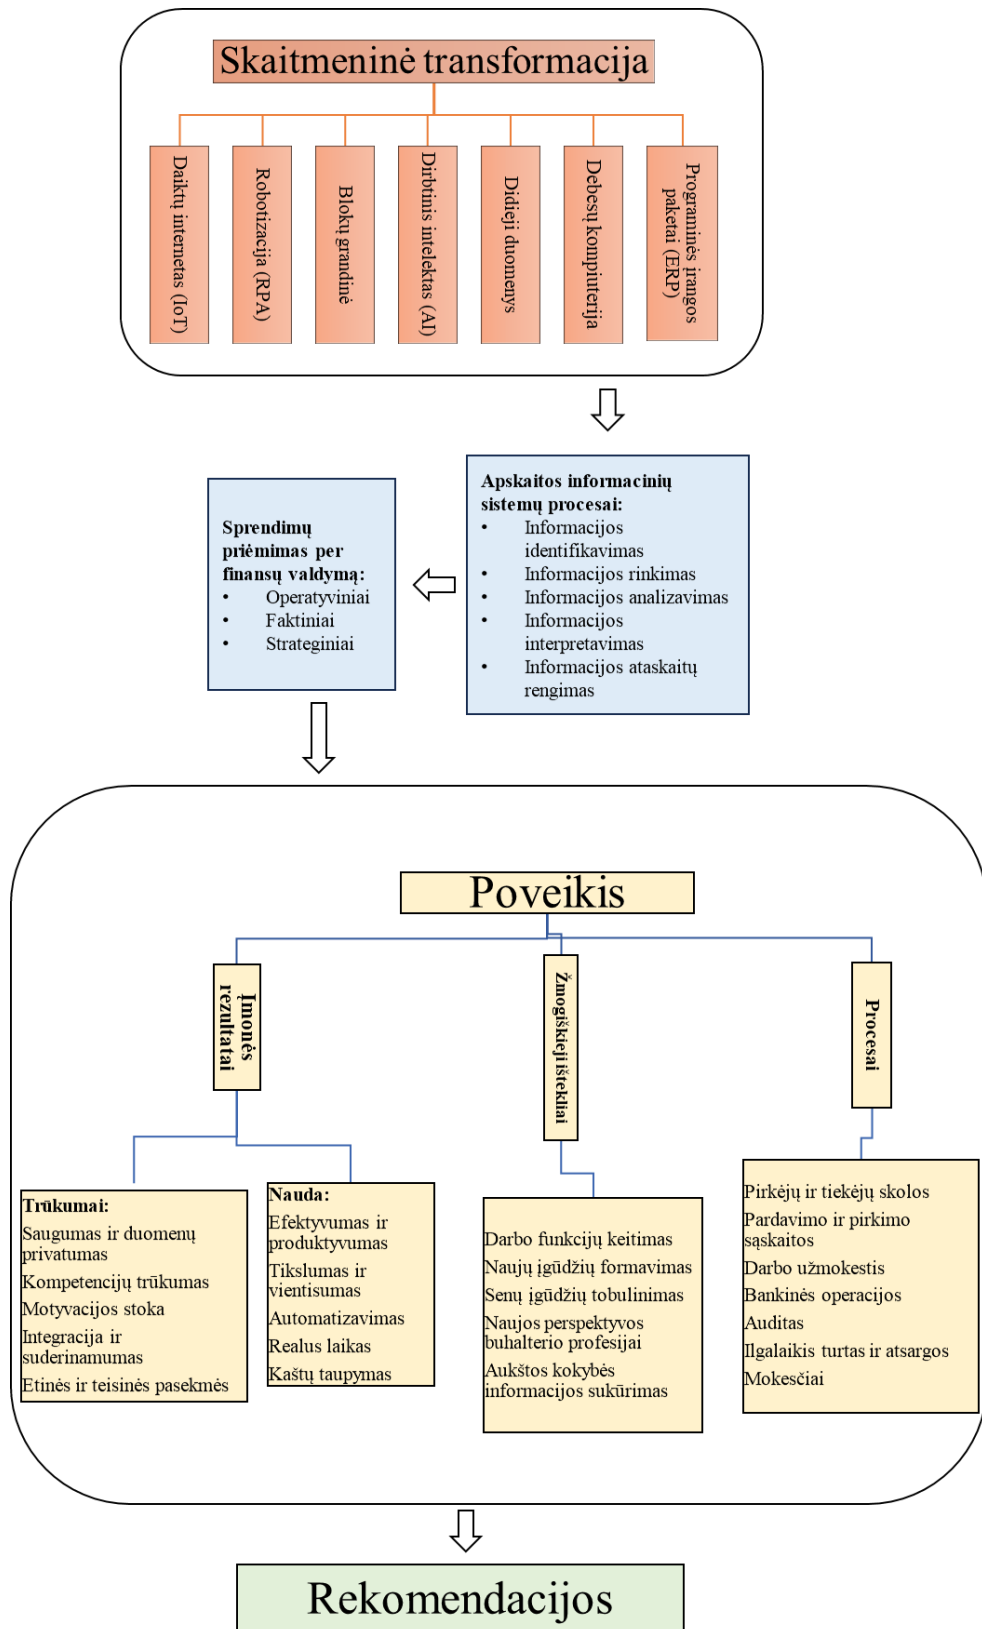 Skaitmeninė transformacija
Daiktų internetas (IoT)
Robotizacija (RPA)
Blokų grandinė
Dirbtinis intelektas (AI)
Didieji duomenys
Debesų kompiuterija
Programinės įrangos
paketai (ERP)
Apskaitos informacinių
sistemų procesai:
• Informacijos
identifikavimas
• Informacijos rinkimas
• Informacijos analizavimas
• Informacijos
interpretavimas
• Informacijos ataskaitų
rengimas
Sprendimų
priėmimas per
finansų valdymą:
• Operatyviniai
• Faktiniai
• Strateginiai
Poveikis
Įmonės
rezultatai
Žmogiškieji ištekliai
Procesai
Trūkumai:
Saugumas ir duomenų
privatumas
Kompetencijų trūkumas
Motyvacijos stoka
Integracija ir
suderinamumas
Etinės ir teisinės pasekmės
Nauda:
Efektyvumas ir
produktyvumas
Tikslumas ir
vientisumas
Automatizavimas
Realus laikas
Kaštų taupymas
Darbo funkcijų keitimas
Naujų įgūdžių formavimas
Senų įgūdžių tobulinimas
Naujos perspektyvos
buhalterio profesijai
Aukštos kokybės
informacijos sukūrimas
Pirkėjų ir tiekėjų skolos
Pardavimo ir pirkimo
sąskaitos
Darbo užmokestis
Bankinės operacijos
Auditas
Ilgalaikis turtas ir atsargos
Mokesčiai
Rekomendacijos